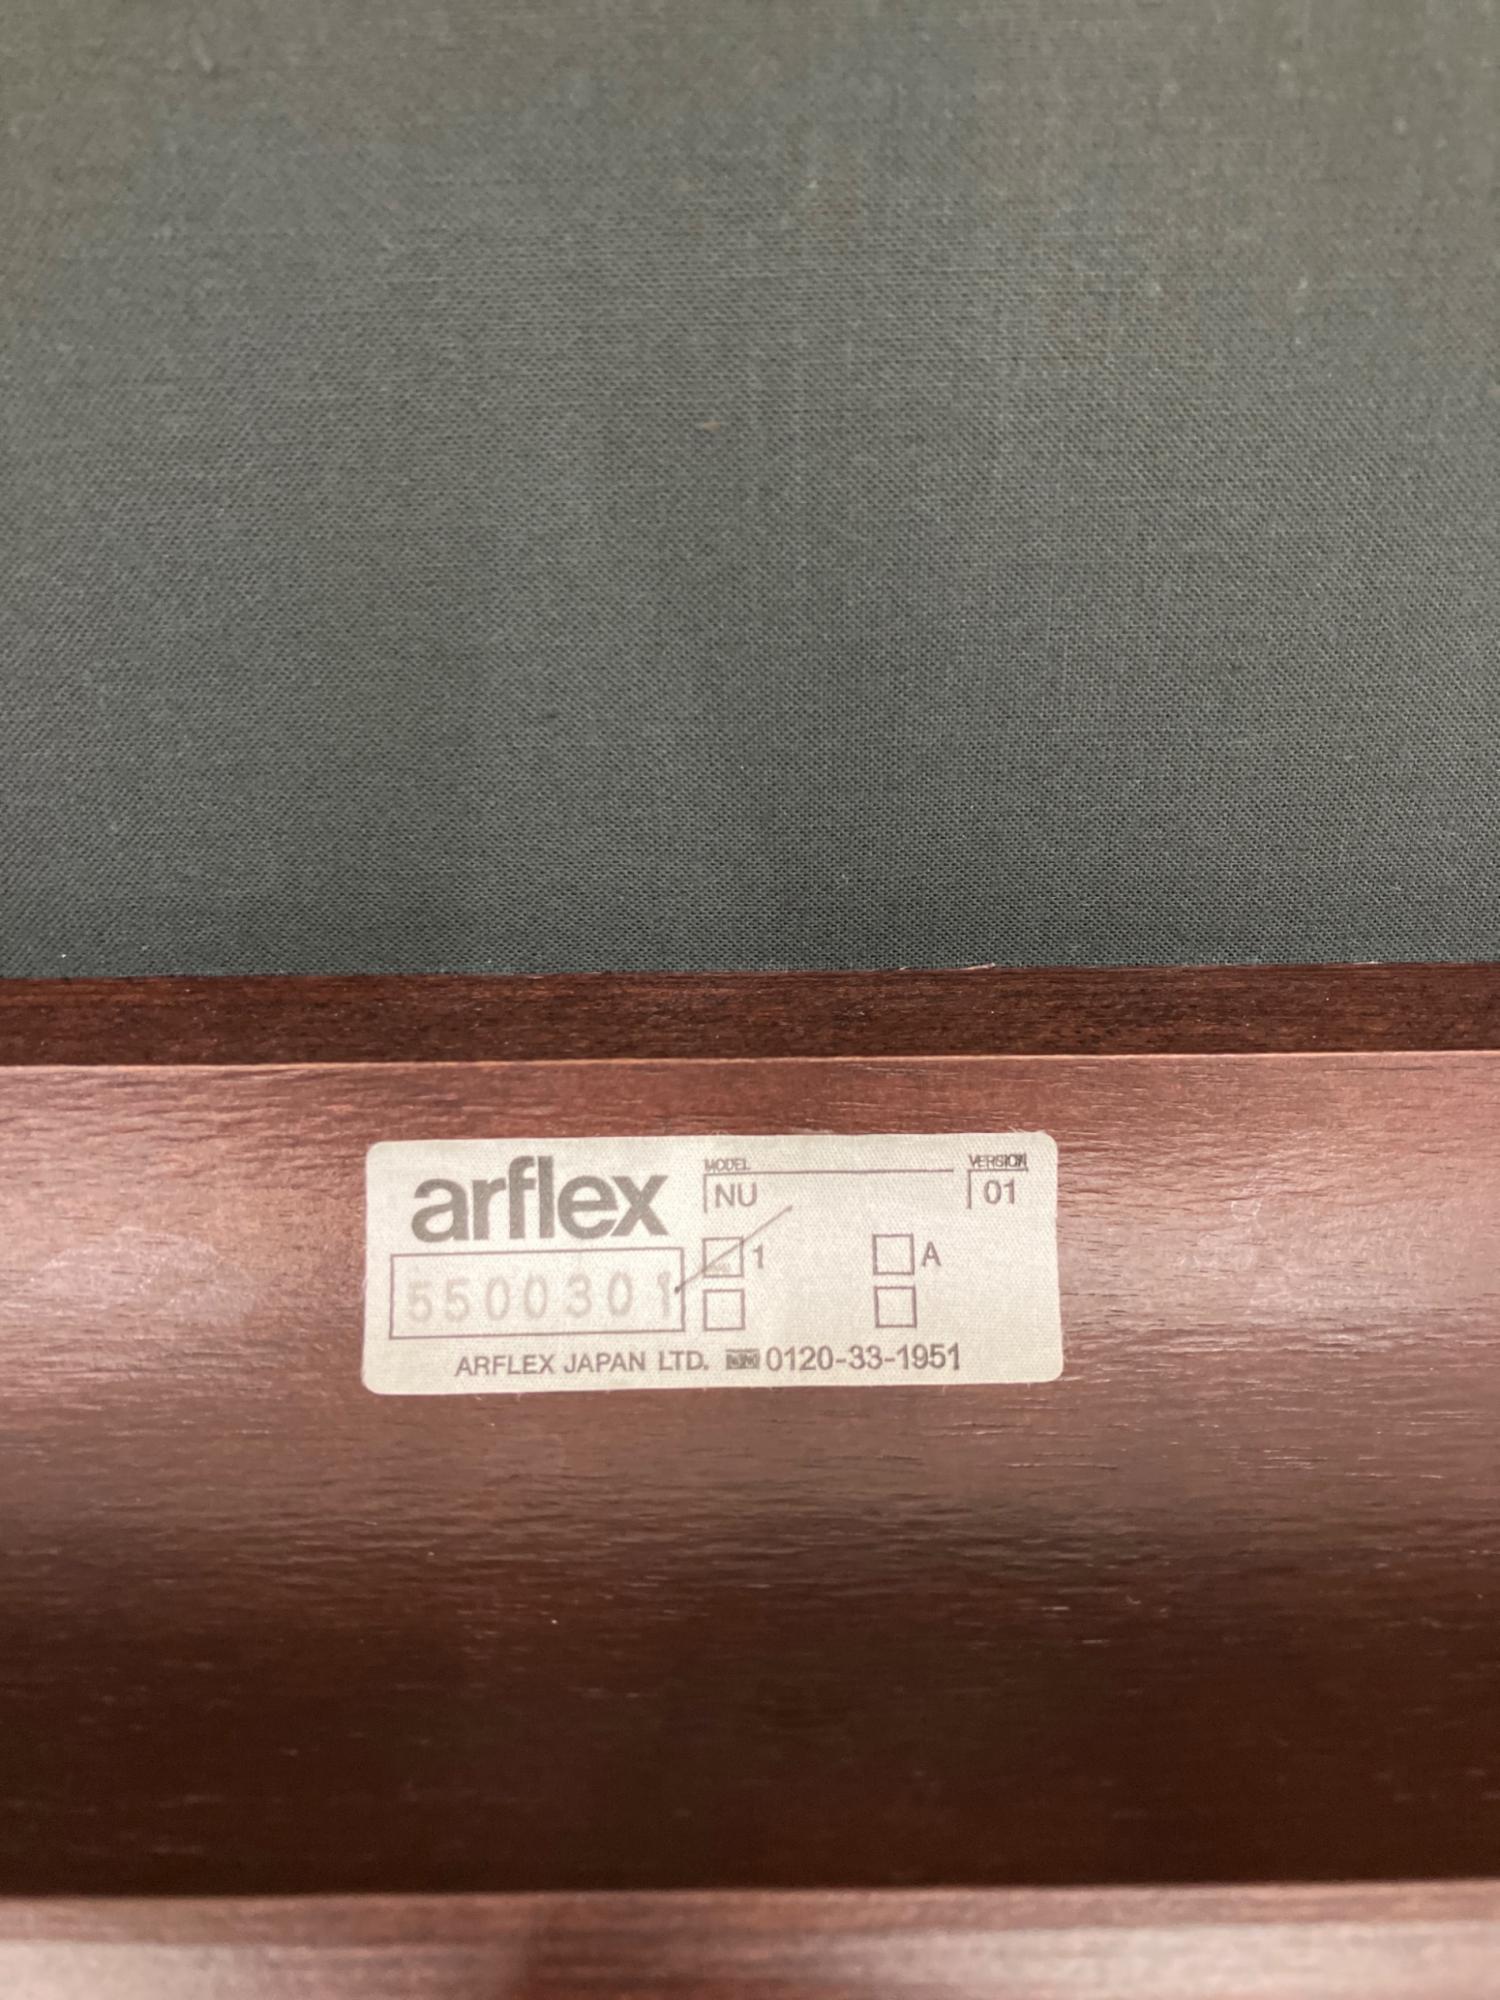 arflex
MODEL
NU
VERSION
01
5500301
1
A
ARFLEX JAPAN LTD. 0120-33-1951